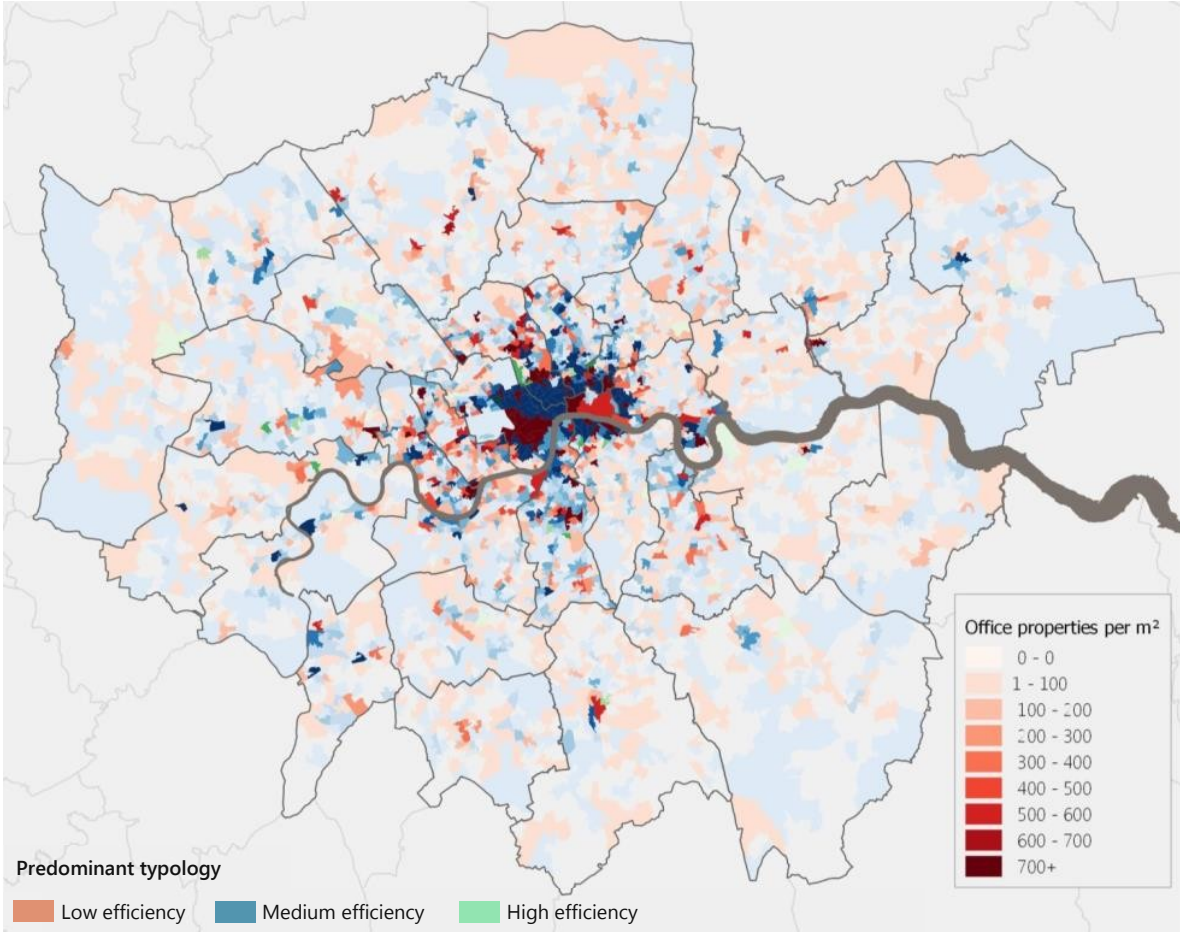 Office properties per m²
0 - 0
1 - 100
100 - 200
200 - 300
300 - 400
400 - 500
500 - 600
600 - 700
700+
Predominant typology
Low efficiency
Medium efficiency
High efficiency